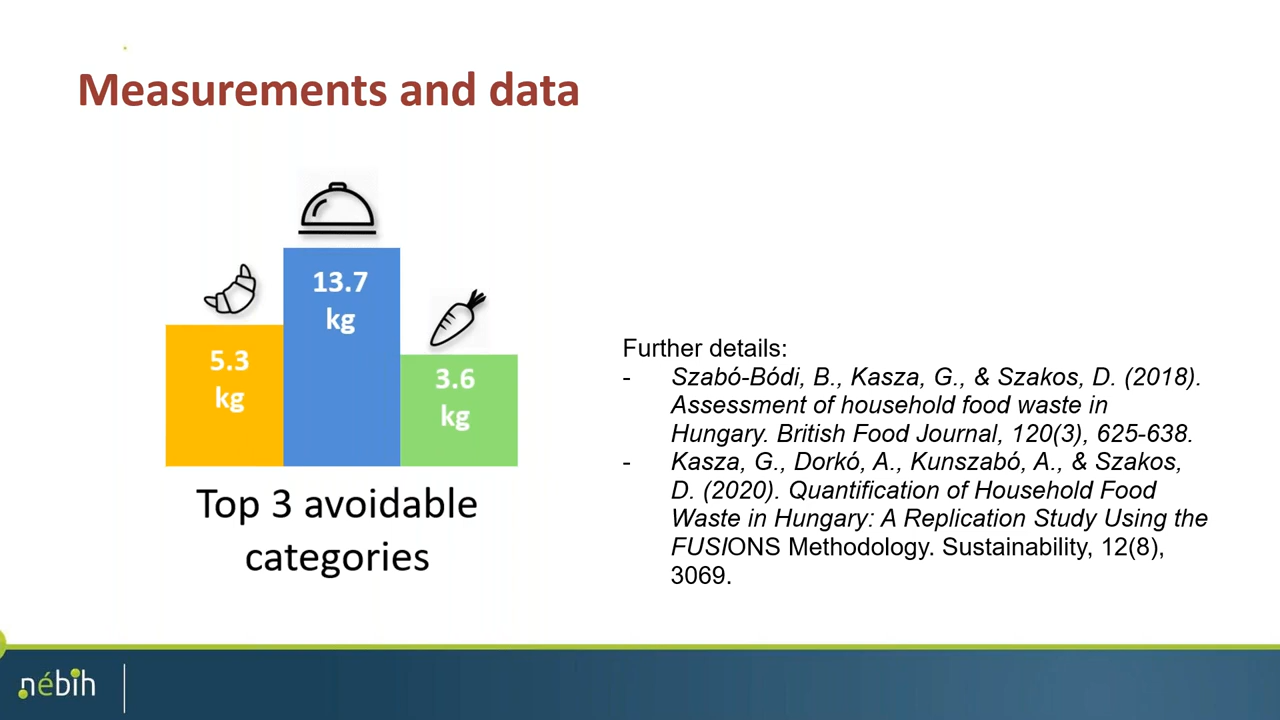 Measurements and data
13.7
kg
5.3
kg
3.6
kg
Top 3 avoidable
categories
Further details:
- Szabó-Bódi, B., Kasza, G., & Szakos, D. (2018).
Assessment of household food waste in
Hungary. British Food Journal, 120(3), 625-638.
- Kasza, G., Dorkó, A., Kunszabó, A., & Szakos,
D. (2020). Quantification of Household Food
Waste in Hungary: A Replication Study Using the
FUSIONS Methodology. Sustainability, 12(8),
3069.
nébih